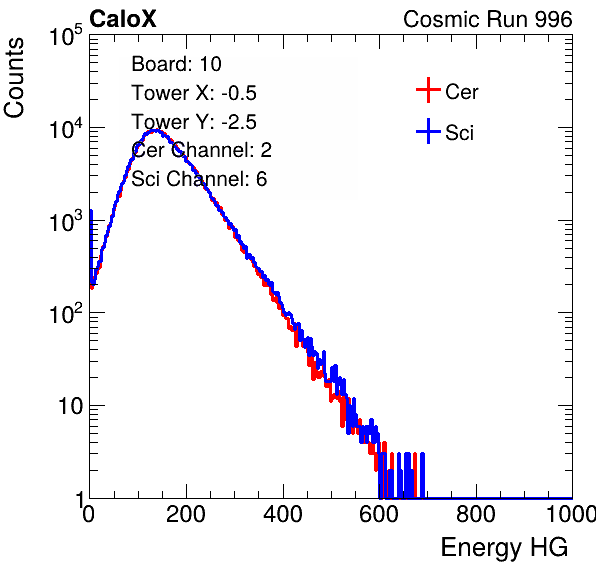 CaloX
Cosmic Run 996
Counts
Board: 10
Tower X: -0.5
Tower Y: -2.5
Cer Channel: 2
Sci Channel: 6
Cer
Sci
10^5
10^4
10^3
10^2
10
1
0 200 400 600 800 1000
Energy HG